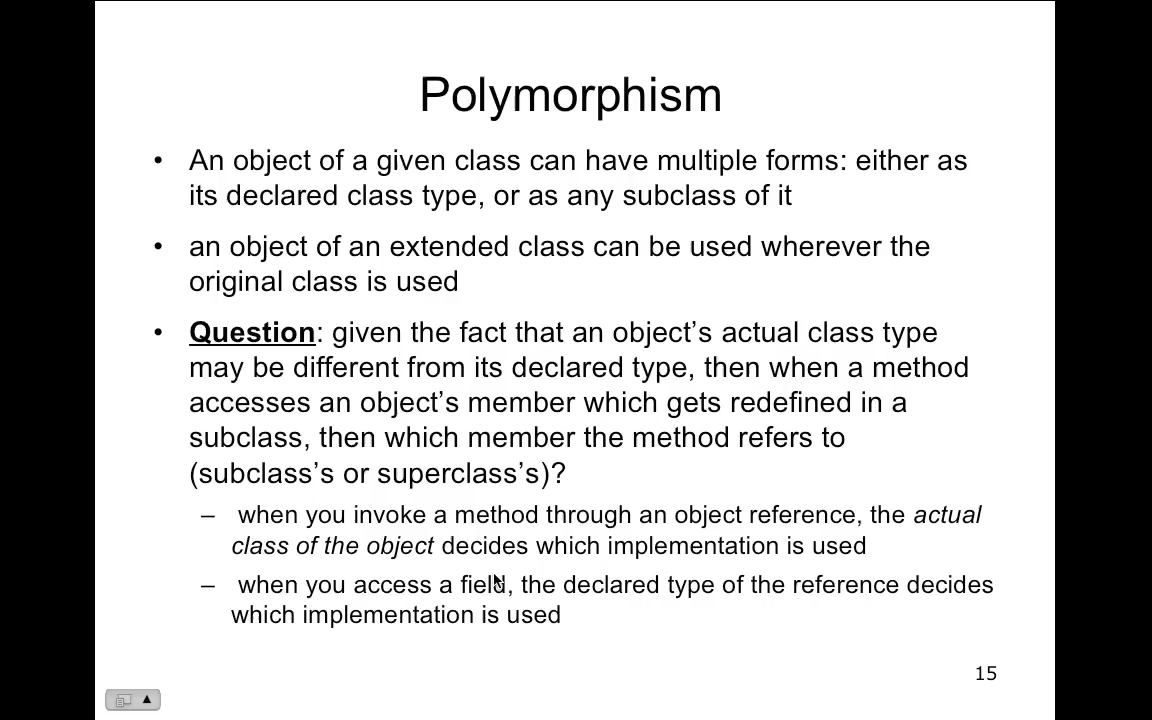 Polymorphism
• An object of a given class can have multiple forms: either as
its declared class type, or as any subclass of it
• an object of an extended class can be used wherever the
original class is used
• Question: given the fact that an object’s actual class type
may be different from its declared type, then when a method
accesses an object’s member which gets redefined in a
subclass, then which member the method refers to
(subclass’s or superclass’s)?
– when you invoke a method through an object reference, the actual
class of the object decides which implementation is used
– when you access a field, the declared type of the reference decides
which implementation is used
15